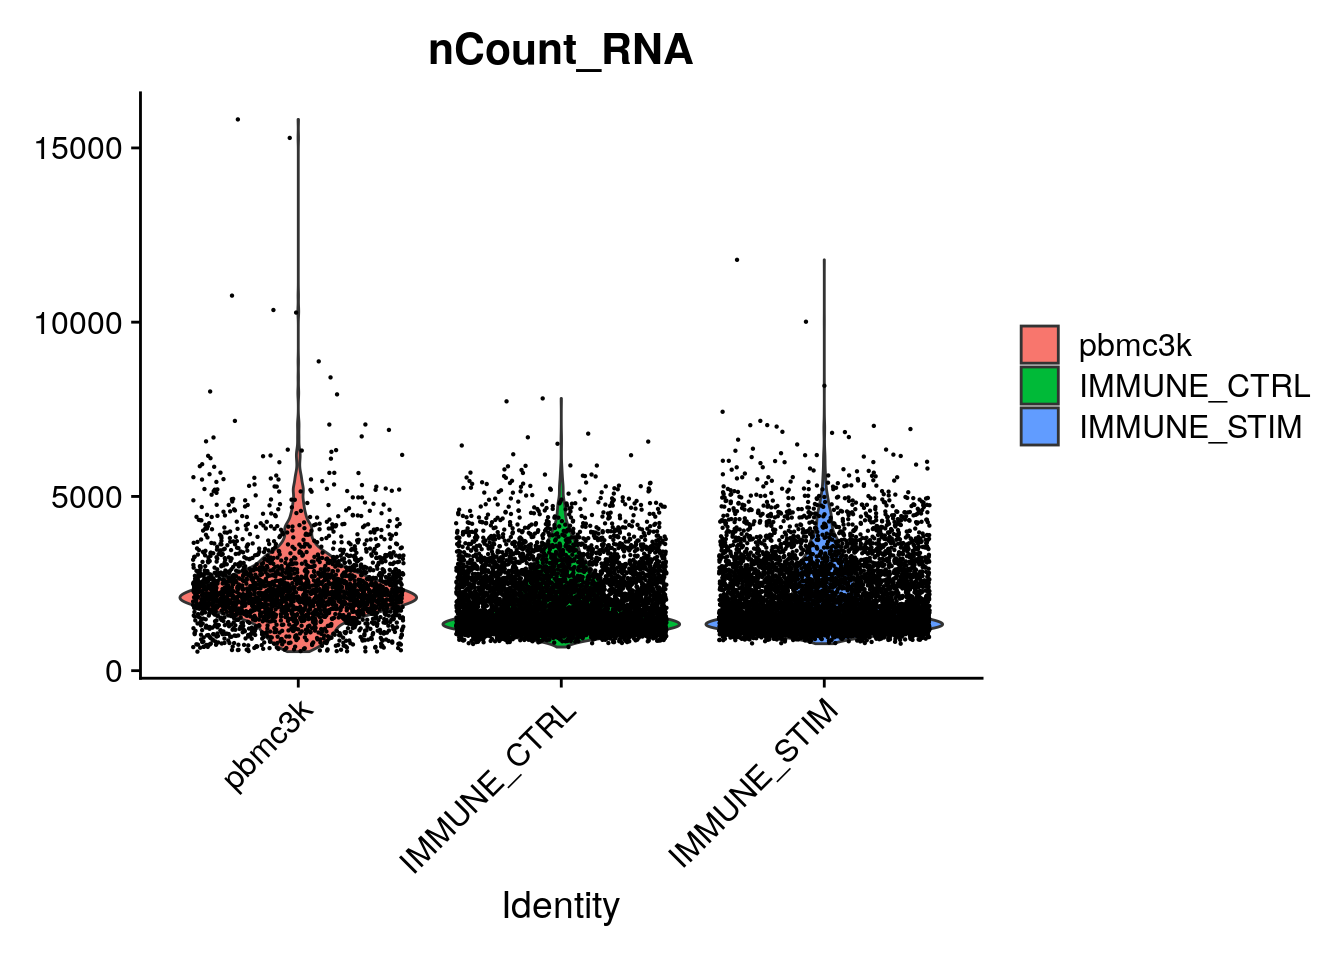 nCount_RNA
15000
10000
5000
0
pbmc3k
IMMUNE_CTRL
IMMUNE_STIM
Identity
pbmc3k
IMMUNE_CTRL
IMMUNE_STIM